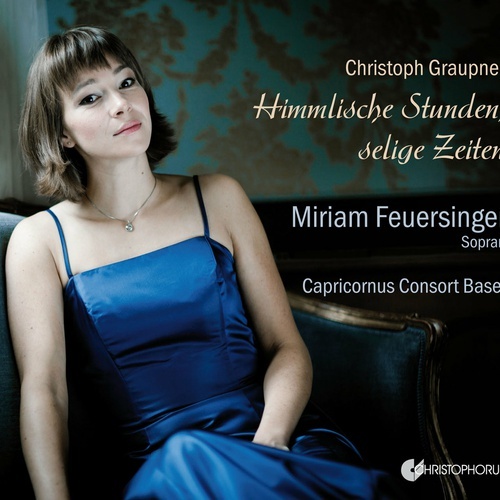 Christoph Graupne
Himmlische Stunden,
selige Zeiten
Miriam Feuersinge
Sopra
Capricornus Consort Base
CHRISTOPHORU